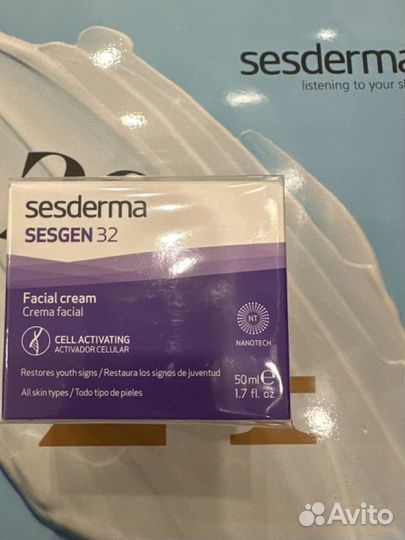 sesderma
listening to your s
sesderma
SESGEN 32
Facial cream
Crema facial
CELL ACTIVATING
ACTIVADOR CELULAR
NT
NANOTECH
Restores youth signs / Restaura los signos de juventud
50 ml e
All skin types / Todo tipo de pieles
1.7 fl. oz
Avito